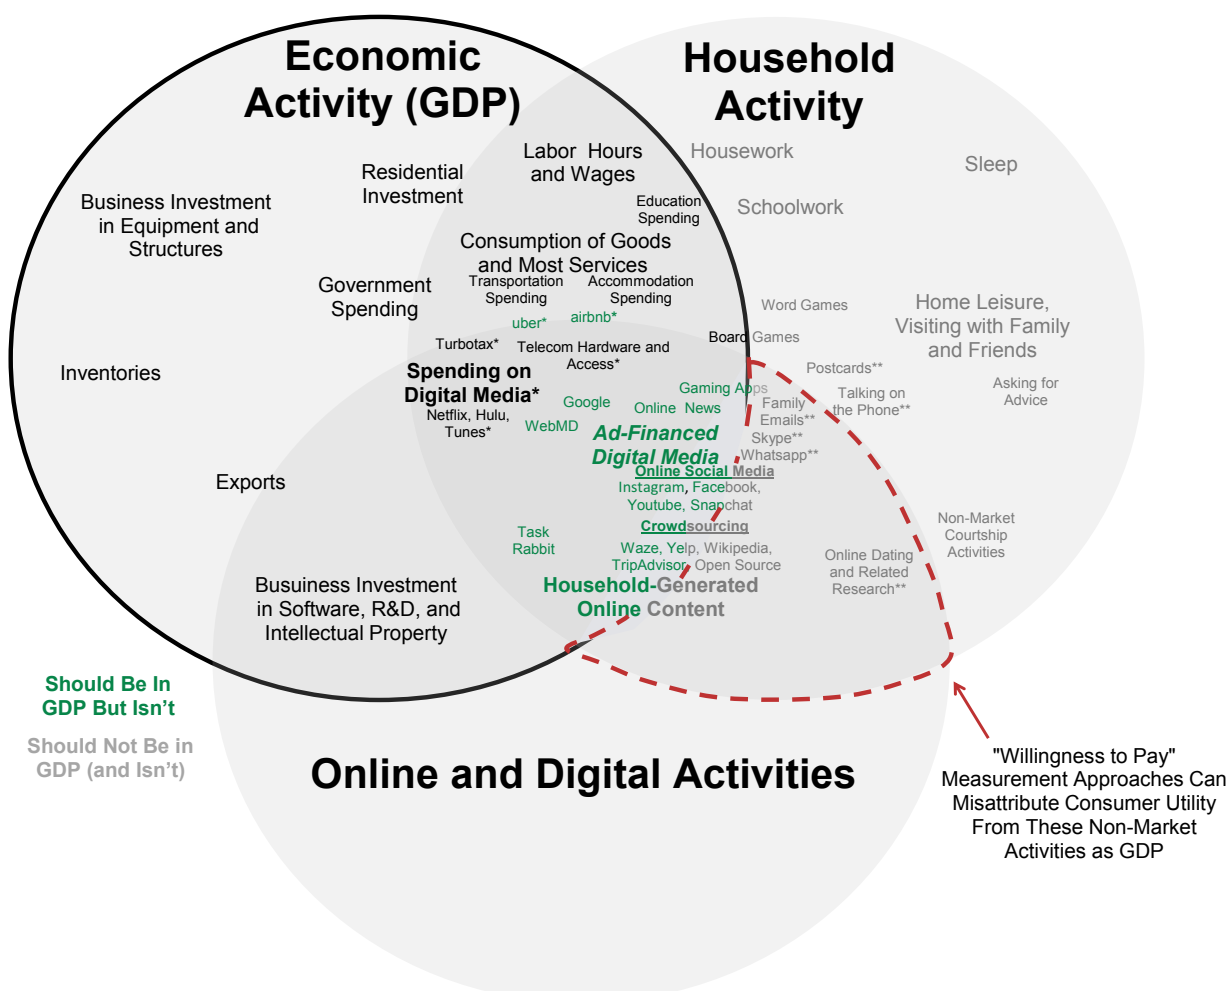 Economic
Activity (GDP)
Household
Activity
Labor Hours
and Wages
Housework
Sleep
Residential
Investment
Business Investment
in Equipment and
Structures
Education
Spending
Schoolwork
Consumption of Goods
and Most Services
Government
Spending
Transportation
Spending
Accommodation
Spending
uber*
airbnb*
Word Games
Home Leisure,
Visiting with Family
and Friends
Board Games
Turbotax*
Telecom Hardware and
Access*
Inventories
Spending on
Digital Media*
Netflix, Hulu,
Tunes*
Postcards**
Asking for
Advice
Talking on
the Phone**
Gaming Apps
Google
Online News
WebMD
Family
Emails**
Skype**
Whatsapp**
Ad-Financed
Digital Media
Online Social Media
Instagram, Facebook,
Youtube, Snapchat
Exports
Crowdsourcing
Waze, Yelp, Wikipedia,
TripAdvisor, Open Source
Task
Rabbit
Non-Market
Courtship
Activities
Online Dating
and Related
Research**
Household-Generated
Online Content
Busuiness Investment
in Software, R&D, and
Intellectual Property
Should Be In
GDP But Isn't
Should Not Be in
GDP (and Isn't)
Online and Digital Activities
"Willingness to Pay"
Measurement Approaches Can
Misattribute Consumer Utility
From These Non-Market
Activities as GDP